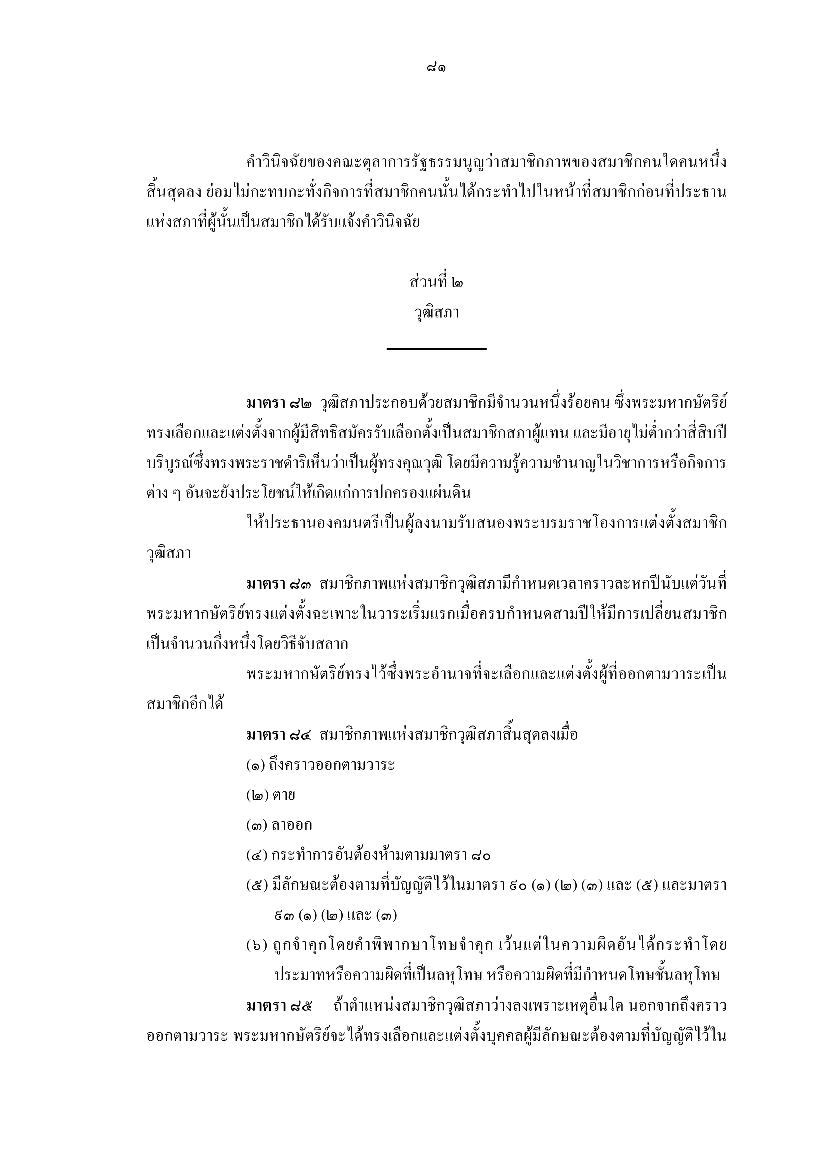 ๘๑
คำวินิจฉัยของคณะตุลาการรัฐธรรมนูญว่าสมาชิกภาพของสมาชิกคนใดคนหนึ่ง
สิ้นสุดลง ย่อมไม่กะทบกะทั่งกิจการที่สมาชิกคนนั้นได้กระทำไปในหน้าที่สมาชิกก่อนที่ประธาน
แห่งสภาที่ผู้นั้นเป็นสมาชิกได้รับแจ้งคำวินิจฉัย
ส่วนที่ ๒
วุฒิสภา
มาตรา ๘๒ วุฒิสภาประกอบด้วยสมาชิกมีจำนวนหนึ่งร้อยคน ซึ่งพระมหากษัตริย์
ทรงเลือกและแต่งตั้งจากผู้มีสิทธิสมัครรับเลือกตั้งเป็นสมาชิกสภาผู้แทน และมีอายุไม่ต่ำกว่าสี่สิบปี
บริบูรณ์ซึ่งทรงพระราชดำริเห็นว่าเป็นผู้ทรงคุณวุฒิ โดยมีความรู้ความชำนาญในวิชาการหรือกิจการ
ต่าง ๆ อันจะยังประโยชน์ให้เกิดแก่การปกครองแผ่นดิน
ให้ประธานองคมนตรีเป็นผู้ลงนามรับสนองพระบรมราชโองการแต่งตั้งสมาชิก
วุฒิสภา
มาตรา ๘๓ สมาชิกภาพแห่งสมาชิกวุฒิสภามีกำหนดเวลาคราวละหกปีนับแต่วันที่
พระมหากษัตริย์ทรงแต่งตั้งฉะเพาะในวาระเริ่มแรกเมื่อครบกำหนดสามปีให้มีการเปลี่ยนสมาชิก
เป็นจำนวนกึ่งหนึ่งโดยวิธีจับสลาก
พระมหากษัตริย์ทรงไว้ซึ่งพระอำนาจที่จะเลือกและแต่งตั้งผู้ที่ออกตามวาระเป็น
สมาชิกอีกได้
มาตรา ๘๔ สมาชิกภาพแห่งสมาชิกวุฒิสภาสิ้นสุดลงเมื่อ
(๑) ถึงคราวออกตามวาระ
(๒) ตาย
(๓) ลาออก
(๔) กระทำการอันต้องห้ามตามมาตรา ๘๐
(๕) มีลักษณะต้องตามที่บัญญัติไว้ในมาตรา ๙๐ (๑) (๒) (๓) และ (๕) และมาตรา
๙๓ (๑) (๒) และ (๓)
(๖) ถูกจำคุกโดยคำพิพากษาโทษจำคุก เว้นแต่ในความผิดอันได้กระทำโดย
ประมาทหรือความผิดที่เป็นลหุโทษ หรือความผิดที่มีกำหนดโทษชั้นลหุโทษ
มาตรา ๘๕ ถ้าตำแหน่งสมาชิกวุฒิสภาว่างลงเพราะเหตุอื่นใด นอกจากถึงคราว
ออกตามวาระ พระมหากษัตริย์จะได้ทรงเลือกและแต่งตั้งบุคคลผู้มีลักษณะต้องตามที่บัญญัติไว้ใน